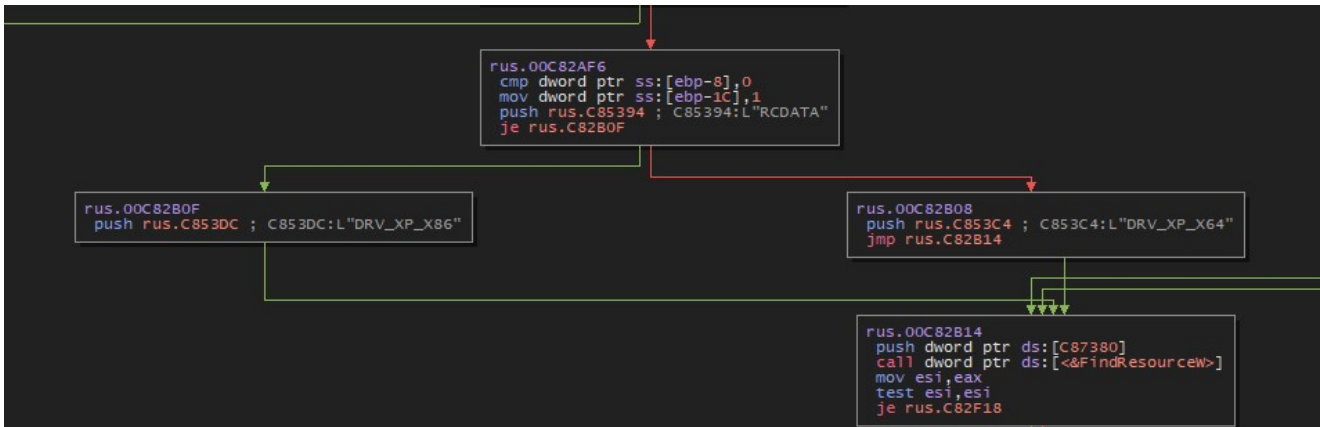 rus.00C82AF6
cmp dword ptr ss:[ebp-8],0
mov dword ptr ss:[ebp-1C],1
push rus.C85394 ; C85394:L"RCDATA"
je rus.C82B0F
rus.00C82B0F
push rus.C853DC ; C853DC:L"DRV_XP_X86"
rus.00C82B08
push rus.C853C4 ; C853C4:L"DRV_XP_X64"
jmp rus.C82B14
rus.00C82B14
push dword ptr ds:[C87380]
call dword ptr ds:[<&FindResourceW>]
mov esi,eax
test esi,esi
je rus.C82F18